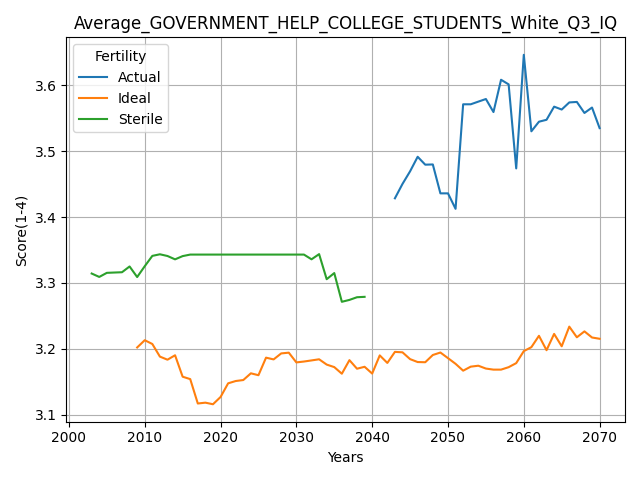 Average_GOVERNMENT_HELP_COLLEGE_STUDENTS_White_Q3_IQ
Fertility
Actual
Ideal
Sterile
Score(1-4)
3.6
3.5
3.4
3.3
3.2
3.1
2000 2010 2020 2030 2040 2050 2060 2070
Years